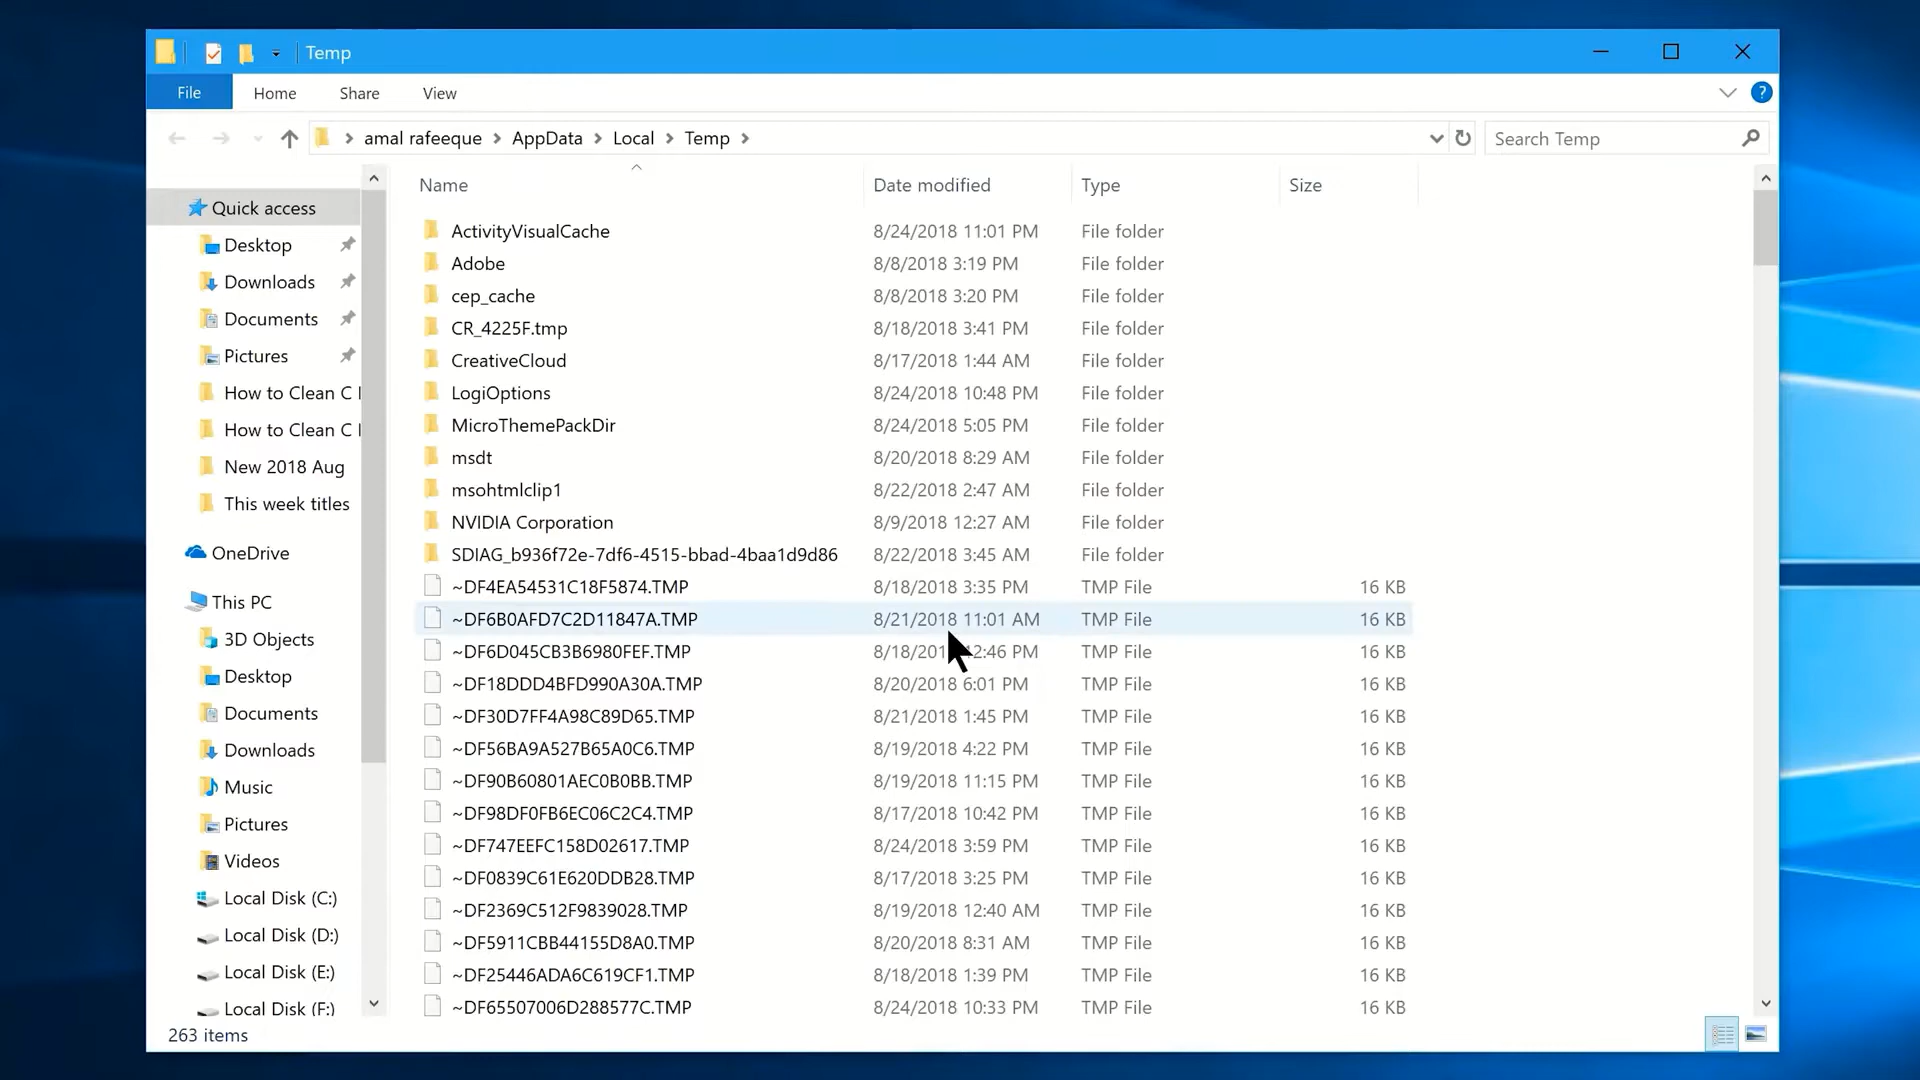 Temp
File Home Share View ?
amal rafeeque AppData Local Temp Search Temp
Name Date modified Type Size
Quick access
Desktop
Downloads
Documents
Pictures
How to Clean C
How to Clean C
New 2018 Aug
This week titles
OneDrive
This PC
3D Objects
Desktop
Documents
Downloads
Music
Pictures
Videos
Local Disk (C:)
Local Disk (D:)
Local Disk (E:)
Local Disk (F:)
ActivityVisualCache 8/24/2018 11:01 PM File folder
Adobe 8/8/2018 3:19 PM File folder
cep_cache 8/8/2018 3:20 PM File folder
CR_4225F.tmp 8/18/2018 3:41 PM File folder
CreativeCloud 8/17/2018 1:44 AM File folder
LogiOptions 8/24/2018 10:48 PM File folder
MicroThemePackDir 8/24/2018 5:05 PM File folder
msdt 8/20/2018 8:29 AM File folder
msohtmlclip1 8/22/2018 2:47 AM File folder
NVIDIA Corporation 8/9/2018 12:27 AM File folder
SDIAG_b936f72e-7df6-4515-bbad-4baa1d9d86 8/22/2018 3:45 AM File folder
~DF4EA54531C18F5874.TMP 8/18/2018 3:35 PM TMP File 16 KB
~DF6B0AFD7C2D11847A.TMP 8/21/2018 11:01 AM TMP File 16 KB
~DF6D045CB3B6980FEF.TMP 8/18/201 2:46 PM TMP File 16 KB
~DF18DDD4BFD990A30A.TMP 8/20/2018 6:01 PM TMP File 16 KB
~DF30D7FF4A98C89D65.TMP 8/21/2018 1:45 PM TMP File 16 KB
~DF56BA9A527B65A0C6.TMP 8/19/2018 4:22 PM TMP File 16 KB
~DF90B60801AEC0B0BB.TMP 8/19/2018 11:15 PM TMP File 16 KB
~DF98DF0FB6EC06C2C4.TMP 8/17/2018 10:42 PM TMP File 16 KB
~DF747EEFC158D02617.TMP 8/24/2018 3:59 PM TMP File 16 KB
~DF0839C61E620DDB28.TMP 8/17/2018 3:25 PM TMP File 16 KB
~DF2369C512F9839028.TMP 8/19/2018 12:40 AM TMP File 16 KB
~DF5911CBB44155D8A0.TMP 8/20/2018 8:31 AM TMP File 16 KB
~DF25446ADA6C619CF1.TMP 8/18/2018 1:39 PM TMP File 16 KB
~DF65507006D288577C.TMP 8/24/2018 10:33 PM TMP File 16 KB
263 items